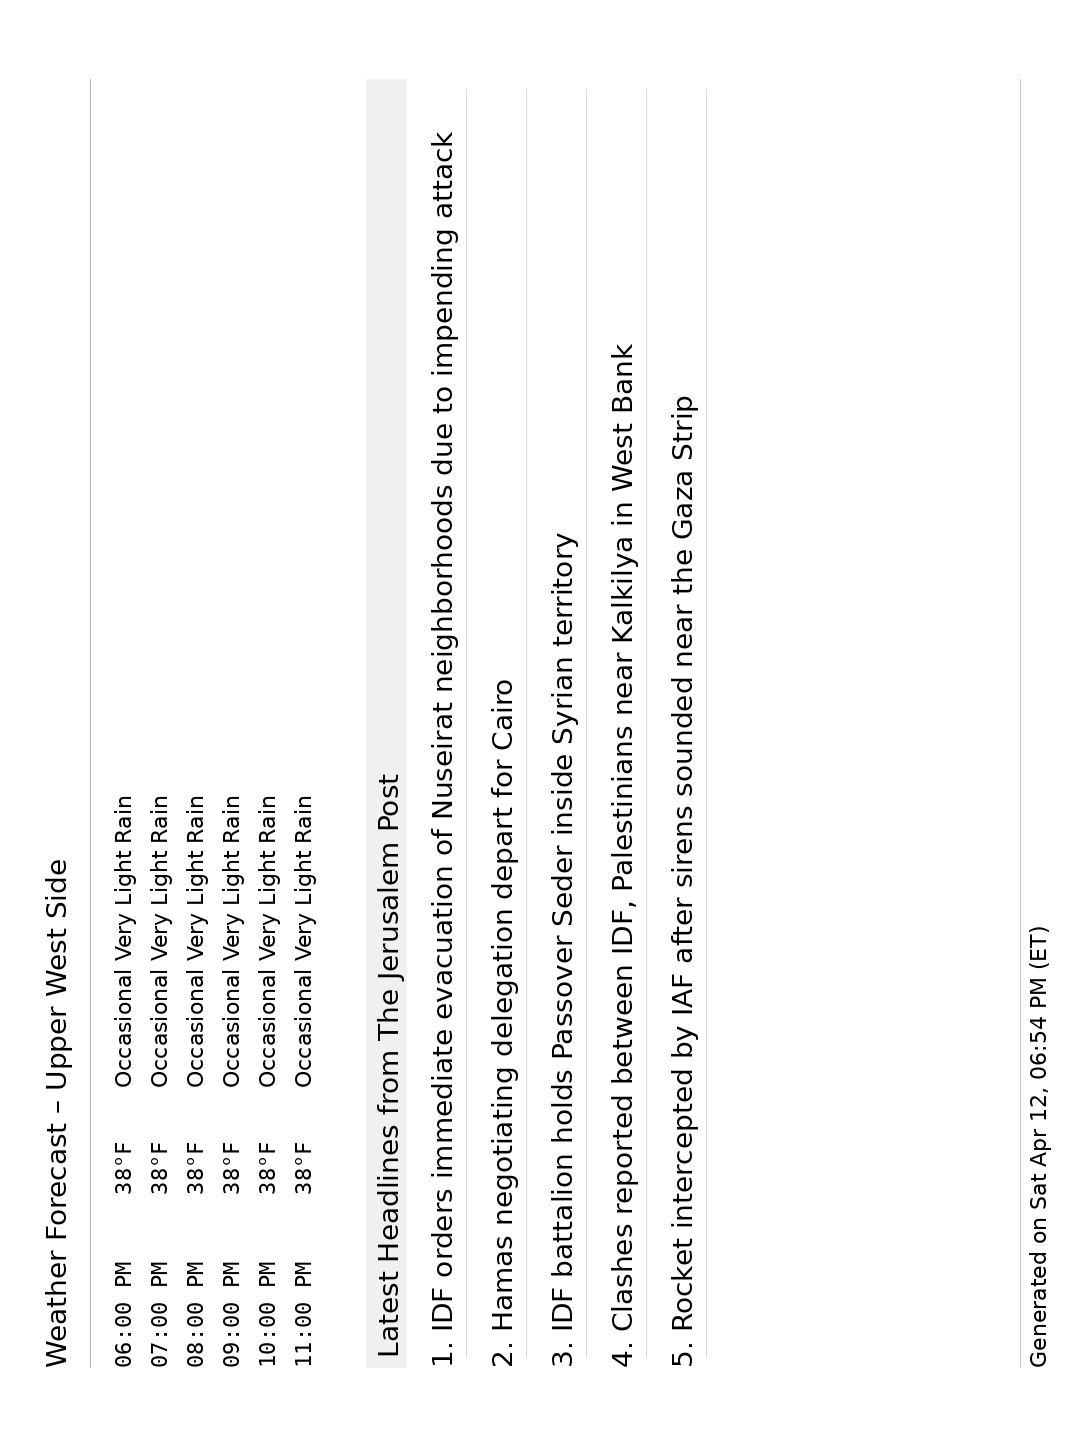 Weather Forecast – Upper West Side
06:00 PM 38°F Occasional Very Light Rain
07:00 PM 38°F Occasional Very Light Rain
08:00 PM 38°F Occasional Very Light Rain
09:00 PM 38°F Occasional Very Light Rain
10:00 PM 38°F Occasional Very Light Rain
11:00 PM 38°F Occasional Very Light Rain
Latest Headlines from The Jerusalem Post
1. IDF orders immediate evacuation of Nuseirat neighborhoods due to impending attack
2. Hamas negotiating delegation depart for Cairo
3. IDF battalion holds Passover Seder inside Syrian territory
4. Clashes reported between IDF, Palestinians near Kalkilya in West Bank
5. Rocket intercepted by IAF after sirens sounded near the Gaza Strip
Generated on Sat Apr 12, 06:54 PM (ET)